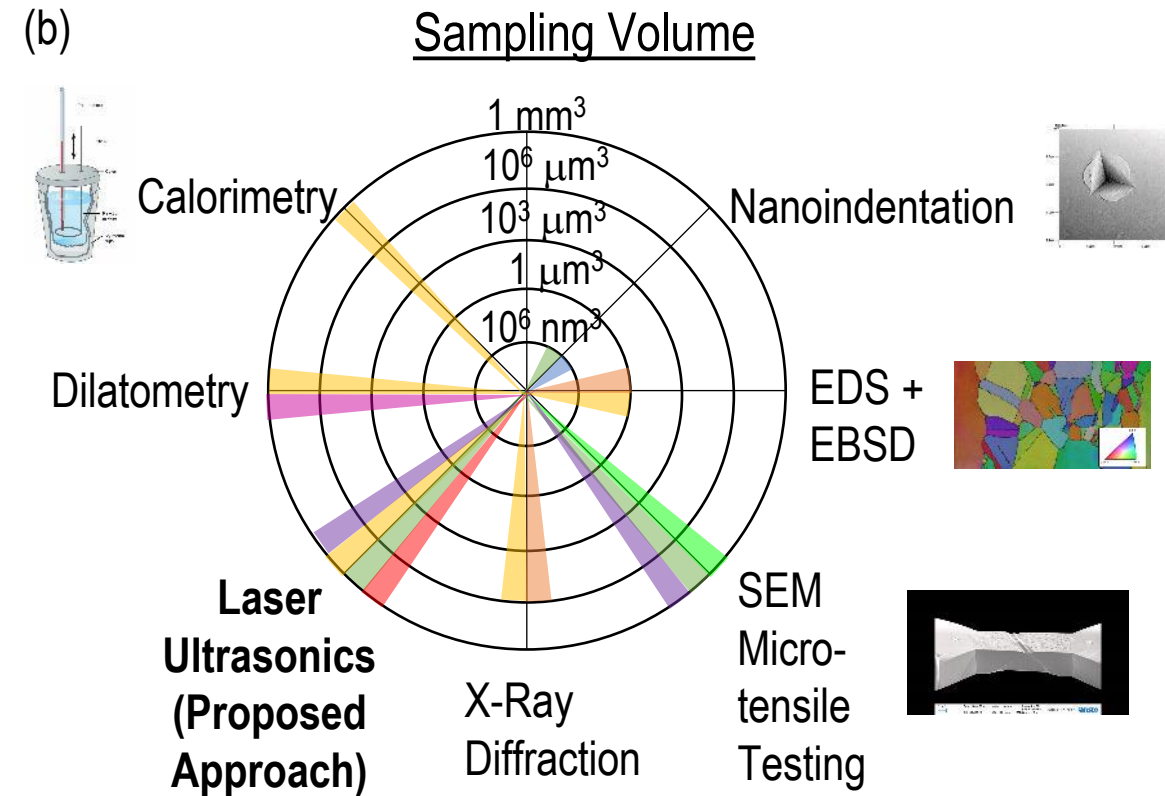 (b)
Sampling Volume
1 mm³
10⁶ μm³
10³ μm³
1 μm³
10⁶ nm³
Calorimetry
Nanoindentation
Dilatometry
EDS +
EBSD
Laser
Ultrasonics
(Proposed
Approach)
X-Ray
Diffraction
SEM
Micro-
tensile
Testing